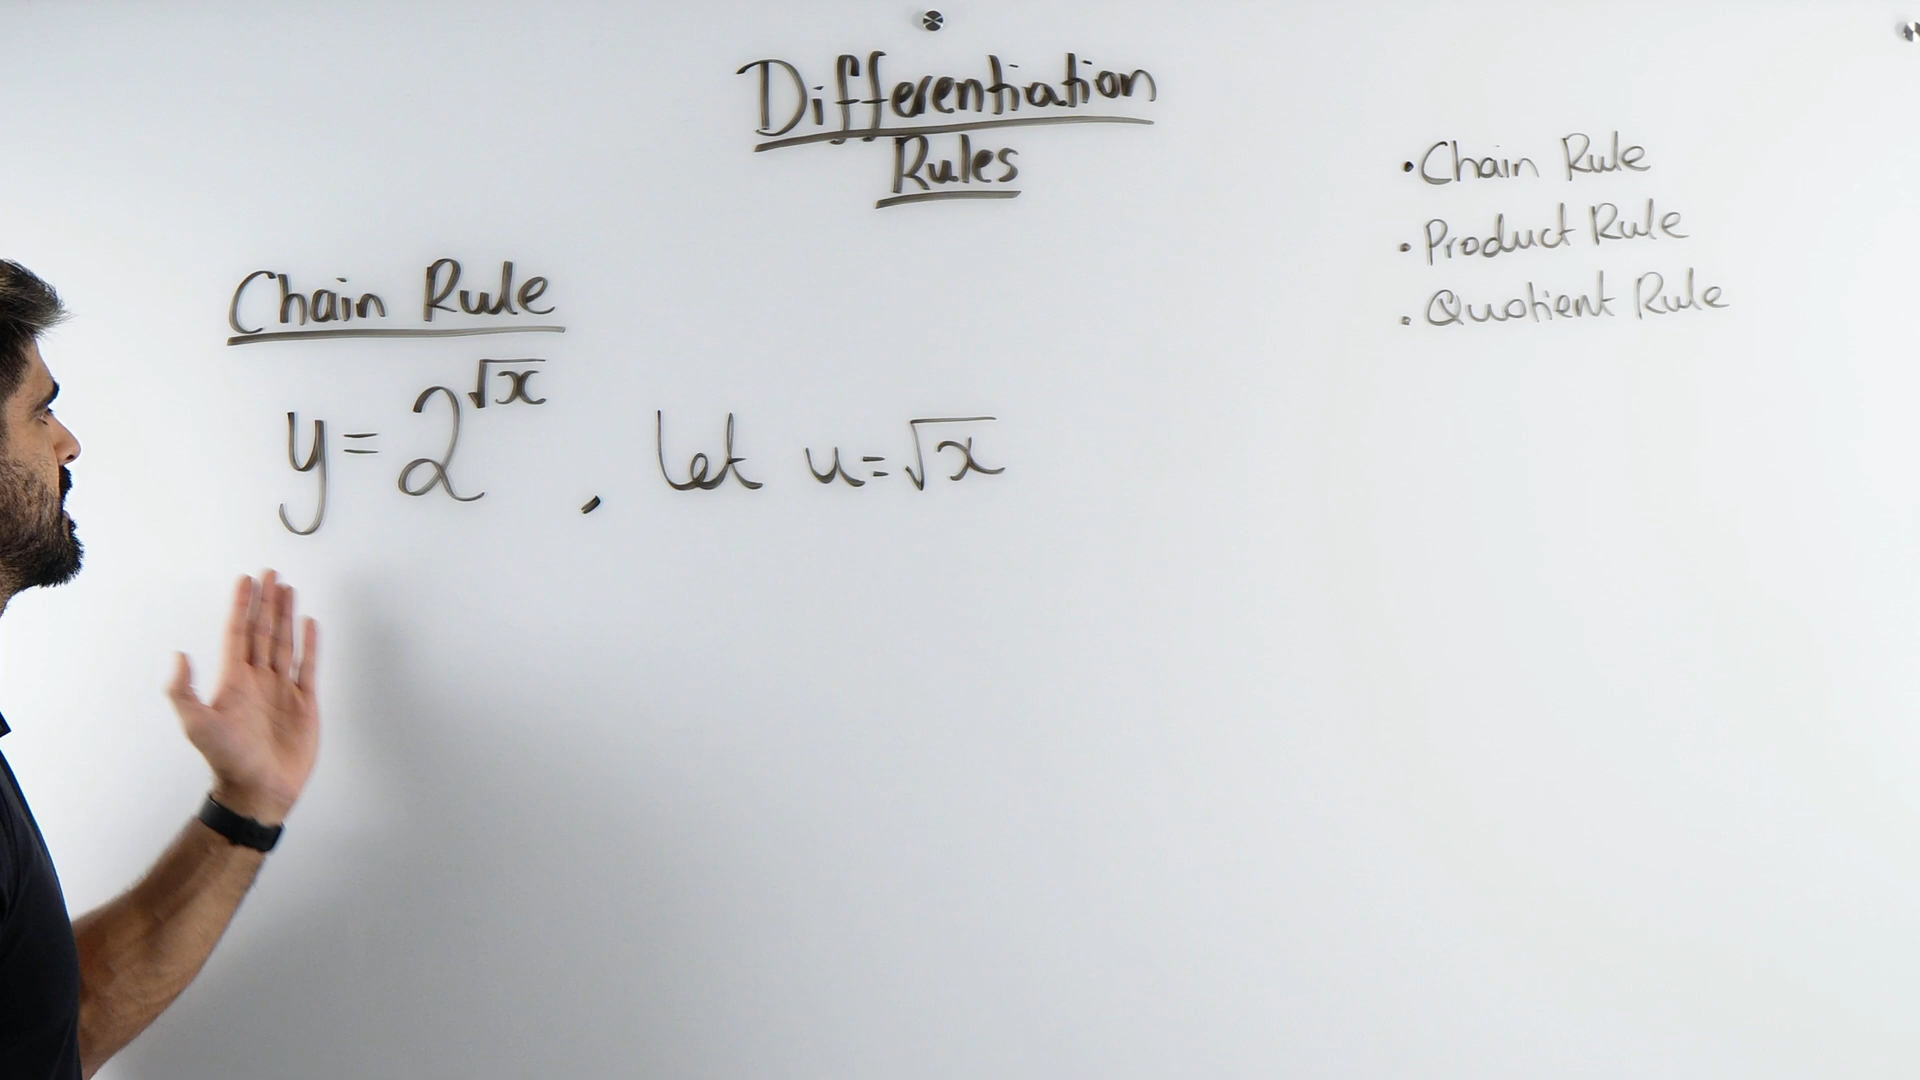 Differentiation
Rules
• Chain Rule
• Product Rule
• Quotient Rule
Chain Rule
y = 2^√x , let u = √x